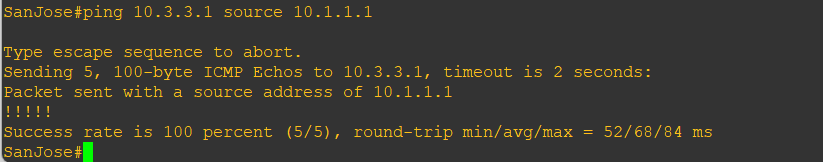 SanJose#ping 10.3.3.1 source 10.1.1.1
Type escape sequence to abort.
Sending 5, 100-byte ICMP Echos to 10.3.3.1, timeout is 2 seconds:
Packet sent with a source address of 10.1.1.1
!!!!!
Success rate is 100 percent (5/5), round-trip min/avg/max = 52/68/84 ms
SanJose#